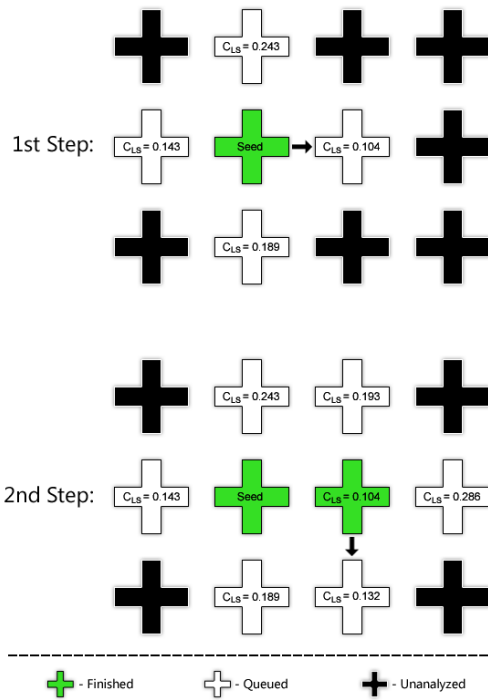 C_LS = 0.243
1st Step: C_LS = 0.143 Seed C_LS = 0.104
C_LS = 0.189
C_LS = 0.243 C_LS = 0.193
2nd Step: C_LS = 0.143 Seed C_LS = 0.104 C_LS = 0.286
C_LS = 0.189 C_LS = 0.132
- Finished - Queued - Unanalyzed